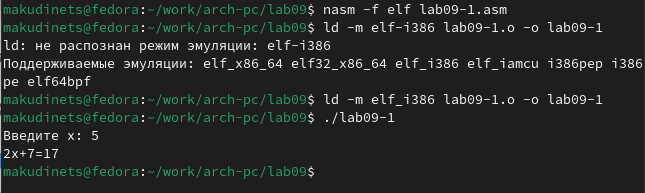 makudinets@fedora:~/work/arch-pc/lab09$ nasm -f elf lab09-1.asm
makudinets@fedora:~/work/arch-pc/lab09$ ld -m elf-i386 lab09-1.o -o lab09-1
ld: не распознан режим эмуляции: elf-i386
Поддерживаемые эмуляции: elf_x86_64 elf32_x86_64 elf_i386 elf_iamcu i386pep i386
pe elf64bpf
makudinets@fedora:~/work/arch-pc/lab09$ ld -m elf_i386 lab09-1.o -o lab09-1
makudinets@fedora:~/work/arch-pc/lab09$ ./lab09-1
Введите x: 5
2x+7=17
makudinets@fedora:~/work/arch-pc/lab09$